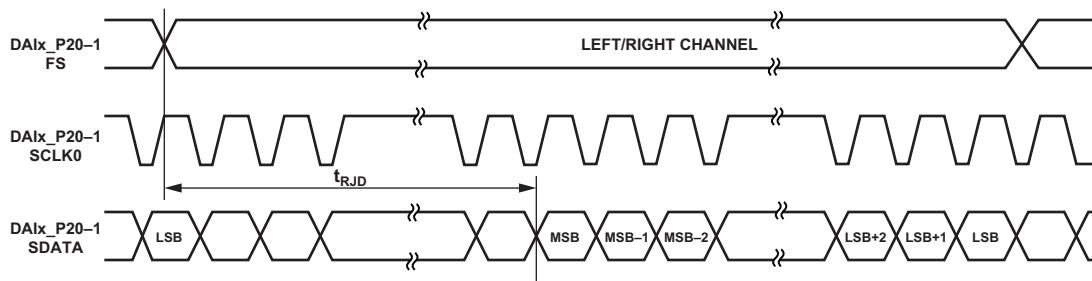 DAIx_P20–1
FS
LEFT/RIGHT CHANNEL
DAIx_P20–1
SCLK0
tRJD
DAIx_P20–1
SDATA
LSB
MSB
MSB–1
MSB–2
LSB+2
LSB+1
LSB